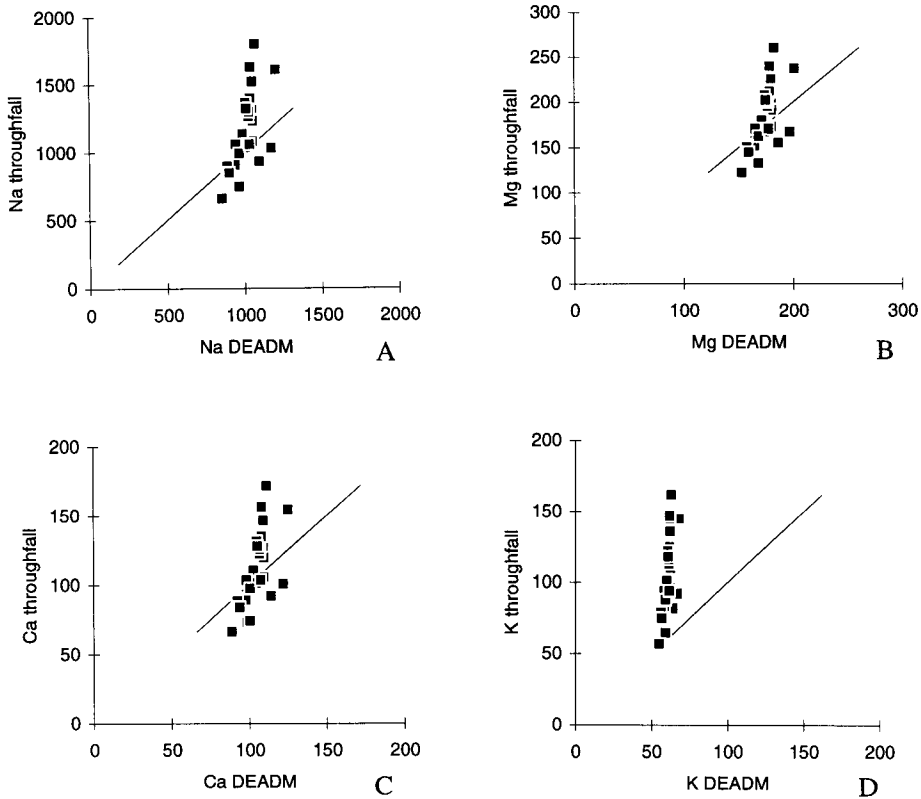 2000
1500
1000
500
0
Na throughfall
0 500 1000 1500 2000
Na DEADM
A
300
250
200
150
100
50
0
Mg throughfall
0 100 200 300
Mg DEADM
B
200
150
100
50
0
Ca throughfall
0 50 100 150 200
Ca DEADM
C
200
150
100
50
0
K throughfall
0 50 100 150 200
K DEADM
D